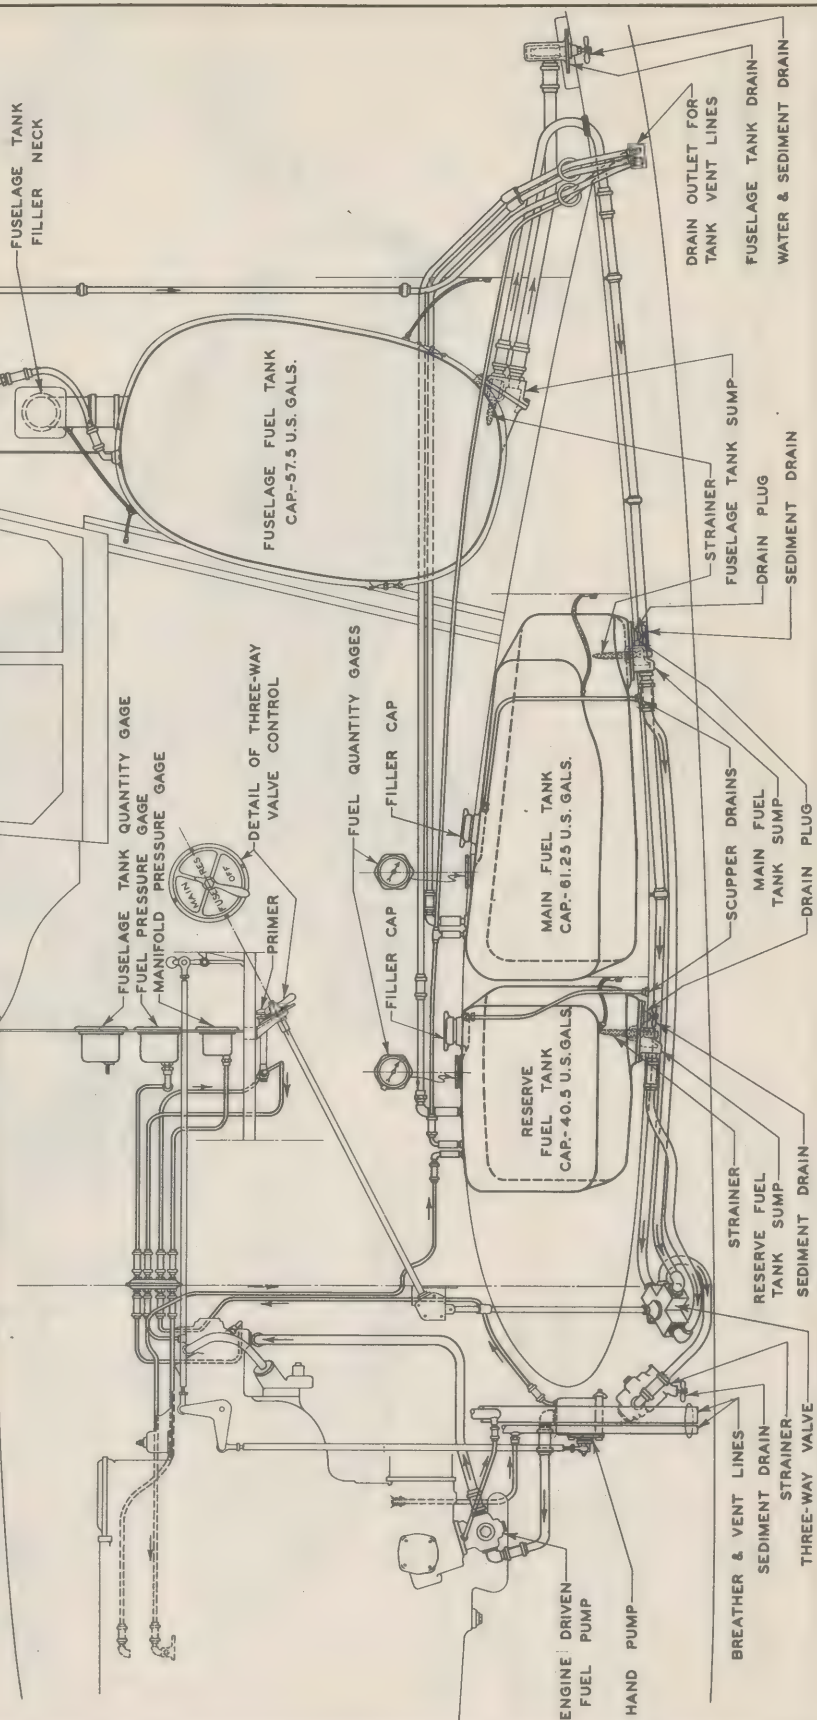 FUSELAGE TANK
FILLER NECK
FUSELAGE FUEL TANK
CAP.-57.5 U.S. GALS.
FUSELAGE TANK QUANTITY GAGE
FUEL PRESSURE GAGE
MANIFOLD PRESSURE GAGE
DETAIL OF THREE-WAY
VALVE CONTROL
MAIN
RES
FUSE
OFF
PRIMER
FUEL QUANTITY GAGES
FILLER CAP
FILLER CAP
MAIN FUEL TANK
CAP.- 61.25 U.S. GALS.
RESERVE
FUEL TANK
CAP.- 40.5 U.S. GALS.
ENGINE DRIVEN
FUEL PUMP
HAND PUMP
BREATHER & VENT LINES
SEDIMENT DRAIN
STRAINER
THREE-WAY VALVE
STRAINER
RESERVE FUEL
TANK SUMP
SEDIMENT DRAIN
SCUPPER DRAINS
MAIN FUEL
TANK SUMP
DRAIN PLUG
STRAINER
FUSELAGE TANK SUMP
DRAIN PLUG
SEDIMENT DRAIN
DRAIN OUTLET FOR
TANK VENT LINES
FUSELAGE TANK DRAIN
WATER & SEDIMENT DRAIN